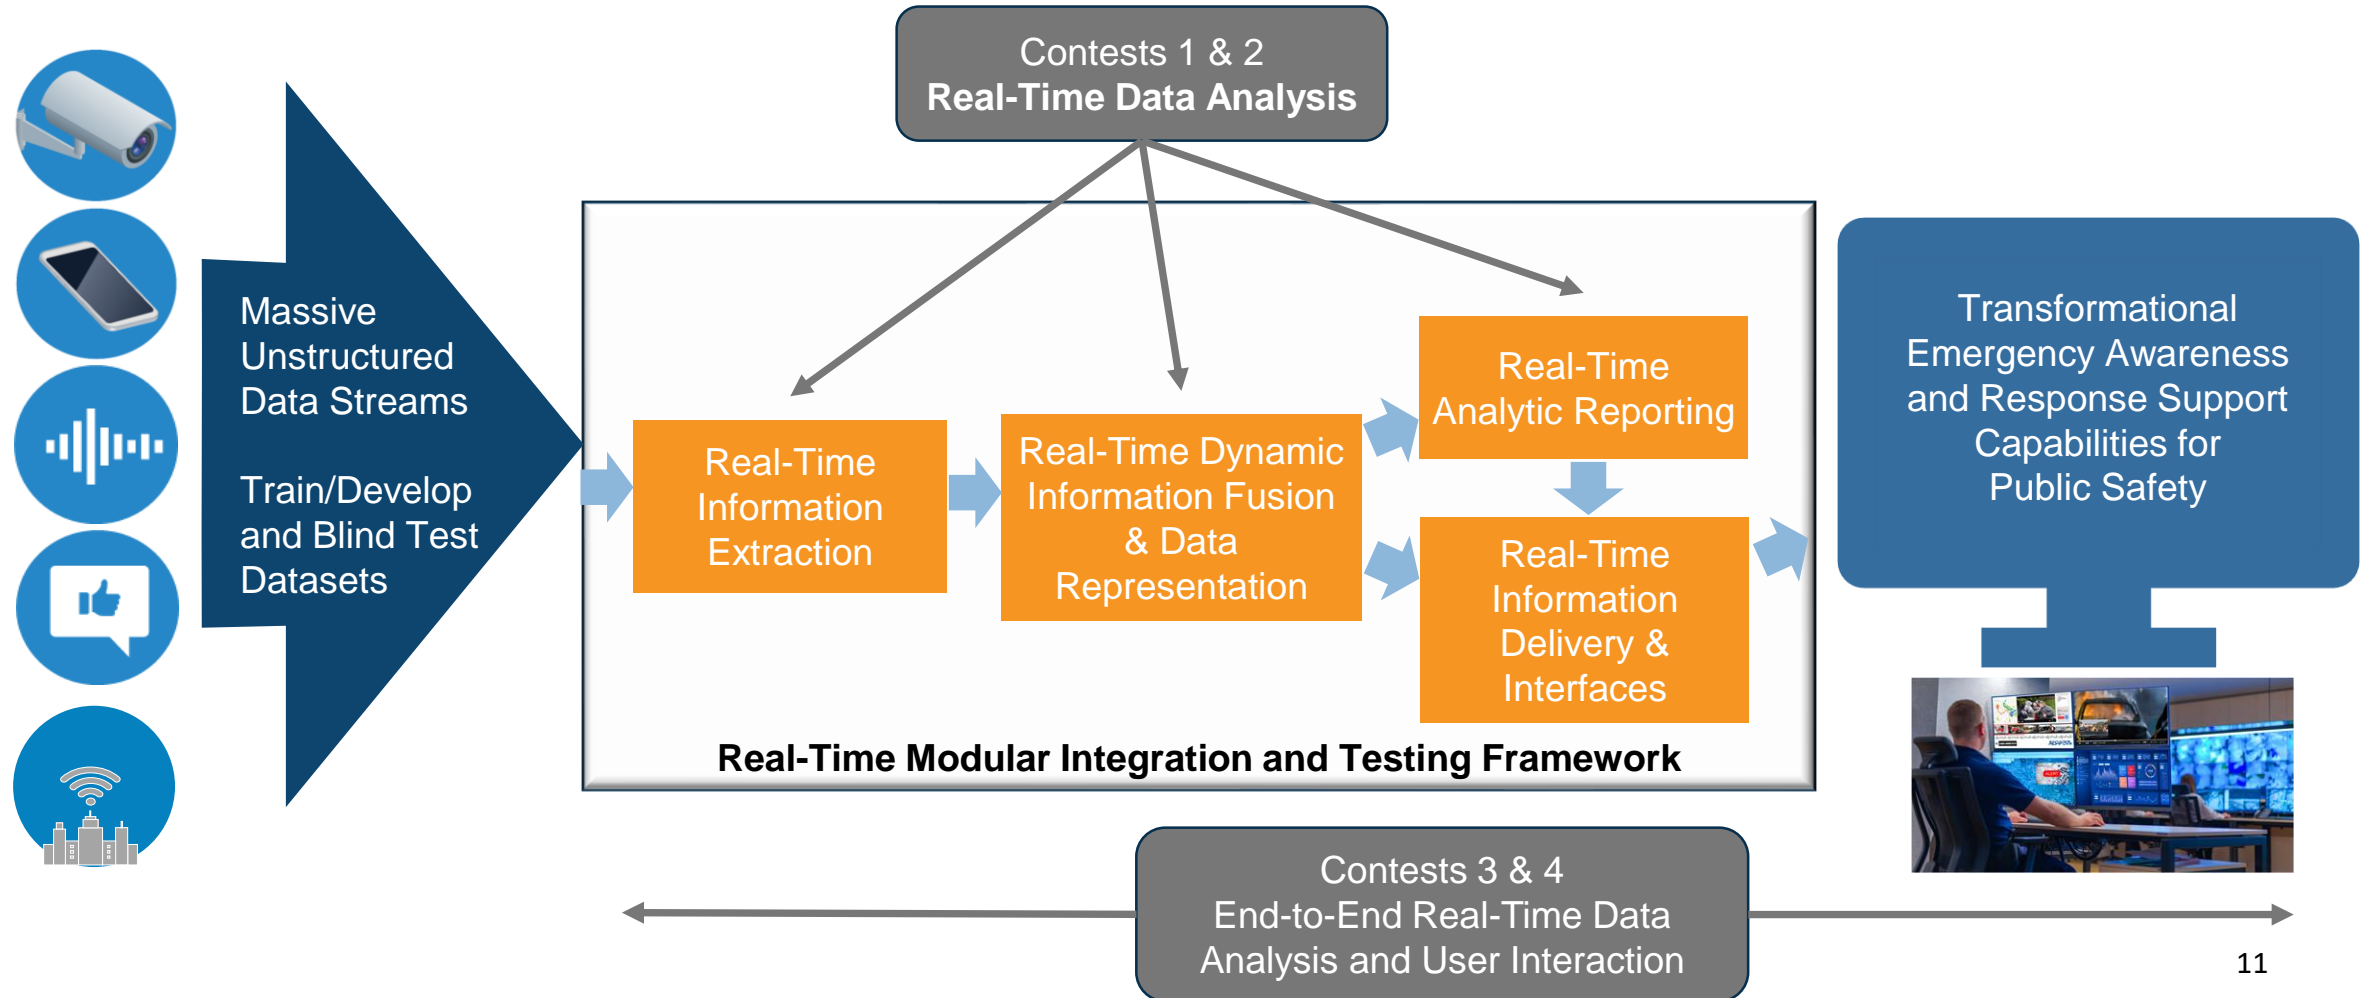 Contests 1 & 2
Real-Time Data Analysis
Massive
Unstructured
Data Streams
Train/Develop
and Blind Test
Datasets
Real-Time
Information
Extraction
Real-Time Dynamic
Information Fusion
& Data
Representation
Real-Time
Analytic Reporting
Real-Time
Information
Delivery &
Interfaces
Real-Time Modular Integration and Testing Framework
Transformational
Emergency Awareness
and Response Support
Capabilities for
Public Safety
Contests 3 & 4
End-to-End Real-Time Data
Analysis and User Interaction
11